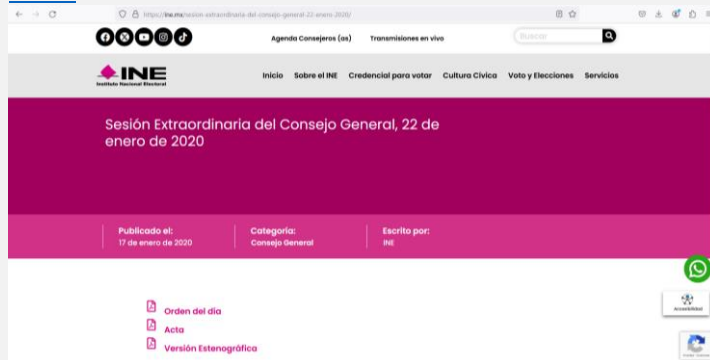 https://ine.mx/sesion-extraordinaria-del-consejo-general-22-enero-2020/
Agenda Consejeros (as) Transmisiones en vivo Buscar
INE
Instituto Nacional Electoral
Inicio Sobre el INE Credencial para votar Cultura Cívica Voto y Elecciones Servicios
Sesión Extraordinaria del Consejo General, 22 de
enero de 2020
Publicado el: Categoría: Escrito por:
17 de enero de 2020 Consejo General INE
Orden del día
Accesibilidad
Acta
Versión Estenográfica